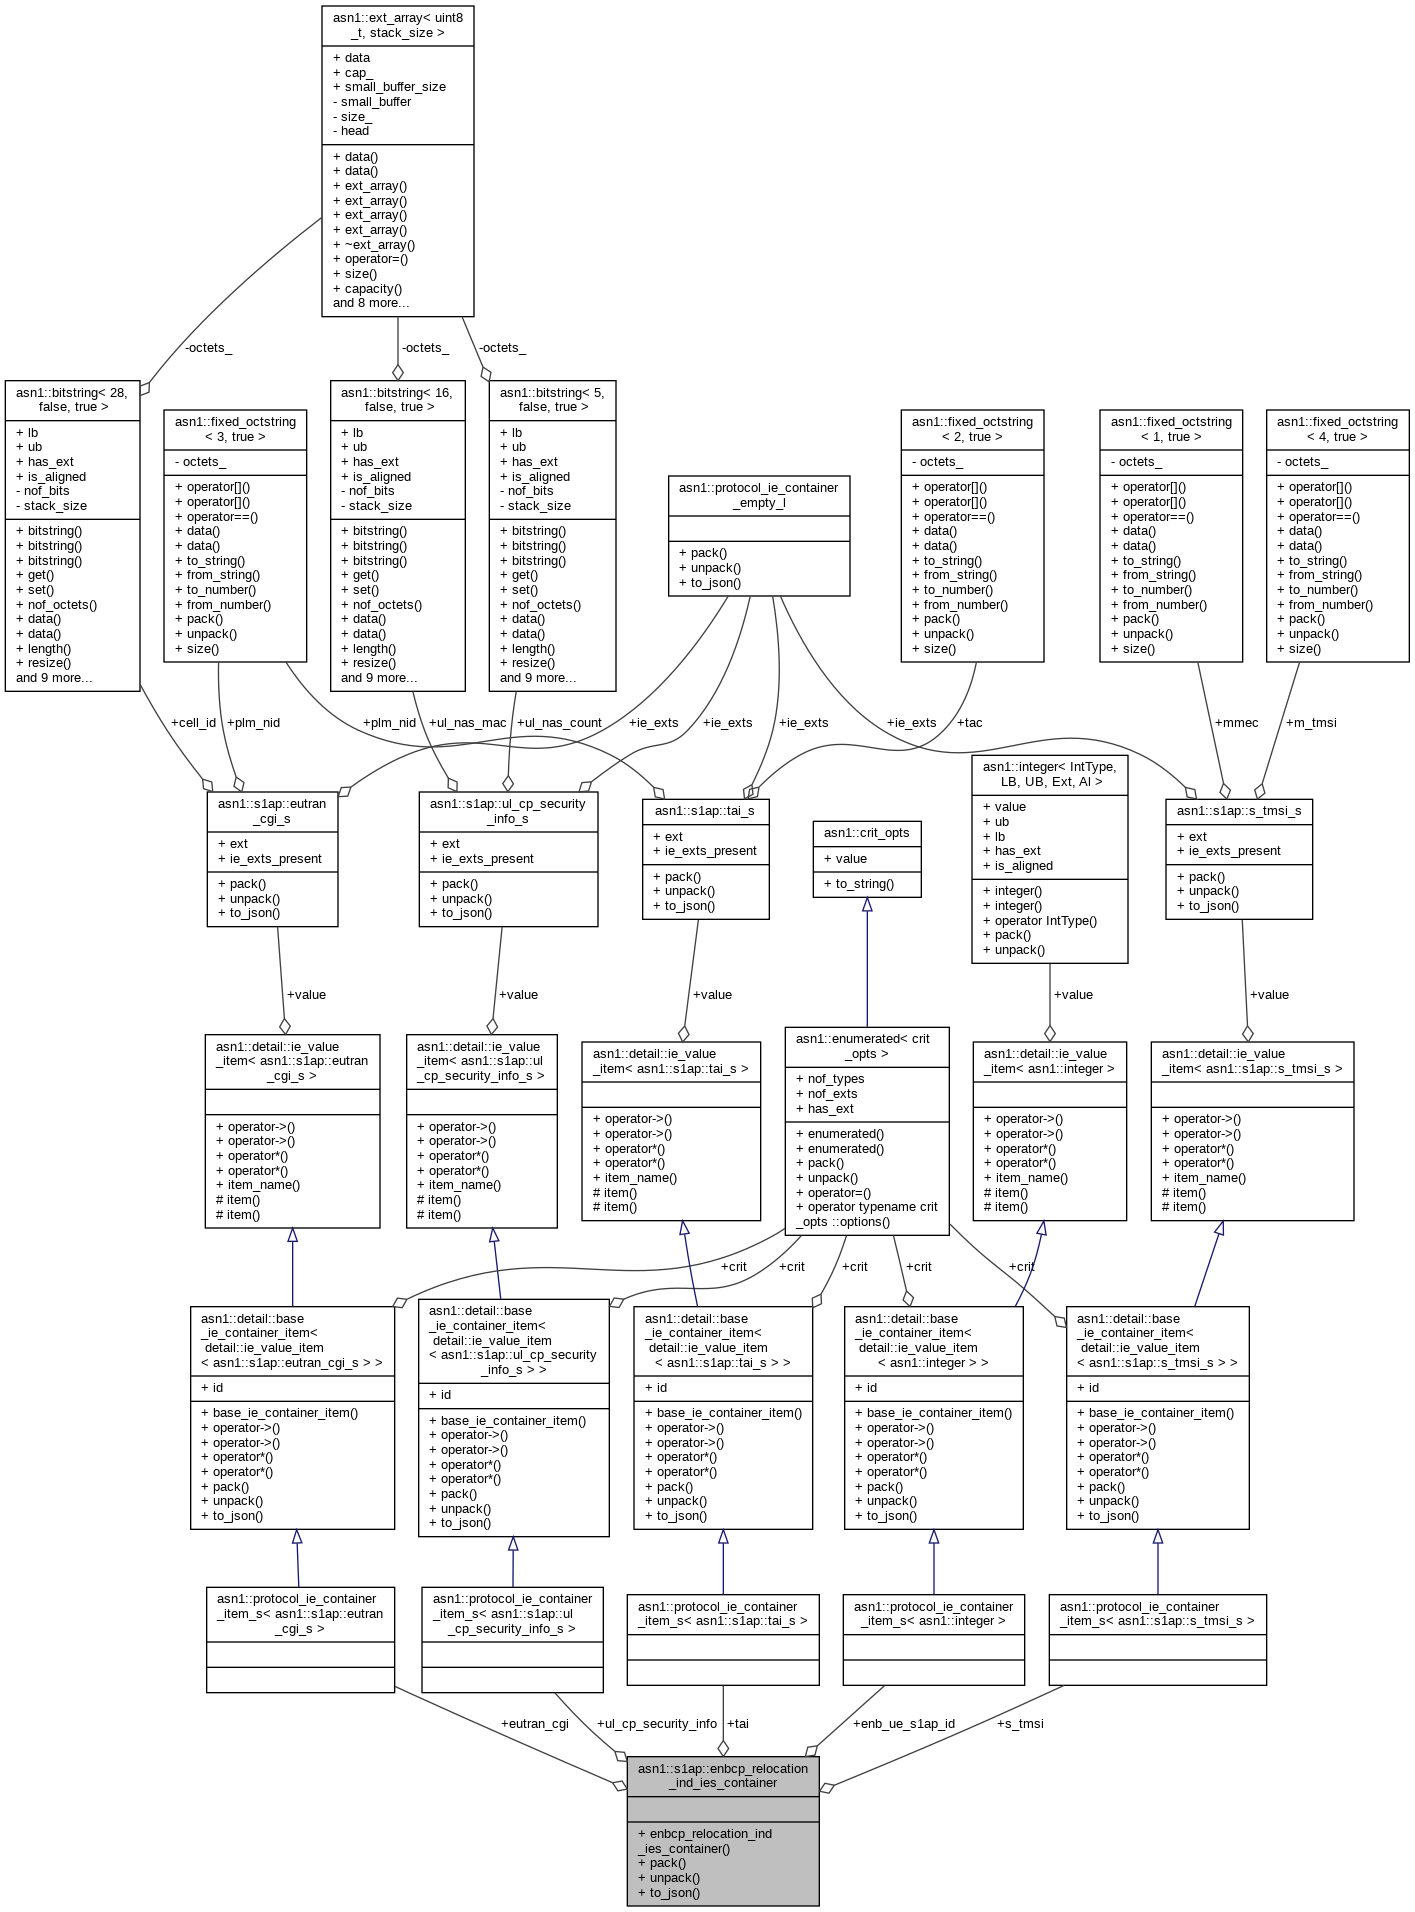 asn1::ext_array< uint8
_t, stack_size >
+ data
+ cap_
+ small_buffer_size
- small_buffer
- size_
- head
+ data()
+ data()
+ ext_array()
+ ext_array()
+ ext_array()
+ ext_array()
+ ~ext_array()
+ operator=()
+ size()
+ capacity()
and 8 more...
-octets_
-octets_
-octets_
asn1::bitstring< 28,
false, true >
+ lb
+ ub
+ has_ext
+ is_aligned
- nof_bits
- stack_size
+ bitstring()
+ bitstring()
+ bitstring()
+ get()
+ set()
+ nof_octets()
+ data()
+ data()
+ length()
+ resize()
and 9 more...
asn1::fixed_octstring
< 3, true >
- octets_
+ operator[]()
+ operator[]()
+ operator==()
+ data()
+ data()
+ to_string()
+ from_string()
+ to_number()
+ from_number()
+ pack()
+ unpack()
+ size()
asn1::bitstring< 16,
false, true >
+ lb
+ ub
+ has_ext
+ is_aligned
- nof_bits
- stack_size
+ bitstring()
+ bitstring()
+ bitstring()
+ get()
+ set()
+ nof_octets()
+ data()
+ data()
+ length()
+ resize()
and 9 more...
asn1::bitstring< 5,
false, true >
+ lb
+ ub
+ has_ext
+ is_aligned
- nof_bits
- stack_size
+ bitstring()
+ bitstring()
+ bitstring()
+ get()
+ set()
+ nof_octets()
+ data()
+ data()
+ length()
+ resize()
and 9 more...
asn1::protocol_ie_container
_empty_l
+ pack()
+ unpack()
+ to_json()
asn1::fixed_octstring
< 2, true >
- octets_
+ operator[]()
+ operator[]()
+ operator==()
+ data()
+ data()
+ to_string()
+ from_string()
+ to_number()
+ from_number()
+ pack()
+ unpack()
+ size()
asn1::fixed_octstring
< 1, true >
- octets_
+ operator[]()
+ operator[]()
+ operator==()
+ data()
+ data()
+ to_string()
+ from_string()
+ to_number()
+ from_number()
+ pack()
+ unpack()
+ size()
asn1::fixed_octstring
< 4, true >
- octets_
+ operator[]()
+ operator[]()
+ operator==()
+ data()
+ data()
+ to_string()
+ from_string()
+ to_number()
+ from_number()
+ pack()
+ unpack()
+ size()
+cell_id
+plm_nid
+plm_nid
+ul_nas_mac
+ul_nas_count
+ie_exts
+ie_exts
+ie_exts
+ie_exts
+tac
+mmec
+m_tmsi
asn1::s1ap::eutran
_cgi_s
+ ext
+ ie_exts_present
+ pack()
+ unpack()
+ to_json()
asn1::s1ap::ul_cp_security
_info_s
+ ext
+ ie_exts_present
+ pack()
+ unpack()
+ to_json()
asn1::s1ap::tai_s
+ ext
+ ie_exts_present
+ pack()
+ unpack()
+ to_json()
asn1::crit_opts
+ value
+ to_string()
asn1::integer< IntType,
LB, UB, Ext, Al >
+ value
+ ub
+ lb
+ has_ext
+ is_aligned
+ integer()
+ integer()
+ operator IntType()
+ pack()
+ unpack()
asn1::s1ap::s_tmsi_s
+ ext
+ ie_exts_present
+ pack()
+ unpack()
+ to_json()
+value
+value
+value
+value
+value
asn1::detail::ie_value
_item< asn1::s1ap::eutran
_cgi_s >
+ operator->()
+ operator->()
+ operator*()
+ operator*()
+ item_name()
# item()
# item()
asn1::detail::ie_value
_item< asn1::s1ap::ul
_cp_security_info_s >
+ operator->()
+ operator->()
+ operator*()
+ operator*()
+ item_name()
# item()
# item()
asn1::detail::ie_value
_item< asn1::s1ap::tai_s >
+ operator->()
+ operator->()
+ operator*()
+ operator*()
+ item_name()
# item()
# item()
asn1::enumerated< crit
_opts >
+ nof_types
+ nof_exts
+ has_ext
+ enumerated()
+ enumerated()
+ pack()
+ unpack()
+ operator=()
+ operator typename crit
_opts ::options()
asn1::detail::ie_value
_item< asn1::integer >
+ operator->()
+ operator->()
+ operator*()
+ operator*()
+ item_name()
# item()
# item()
asn1::detail::ie_value
_item< asn1::s1ap::s_tmsi_s >
+ operator->()
+ operator->()
+ operator*()
+ operator*()
+ item_name()
# item()
# item()
+crit
+crit
+crit
+crit
+crit
asn1::detail::base
_ie_container_item<
detail::ie_value_item
< asn1::s1ap::eutran_cgi_s > >
+ id
+ base_ie_container_item()
+ operator->()
+ operator->()
+ operator*()
+ operator*()
+ pack()
+ unpack()
+ to_json()
asn1::detail::base
_ie_container_item<
detail::ie_value_item
< asn1::s1ap::ul_cp_security
_info_s > >
+ id
+ base_ie_container_item()
+ operator->()
+ operator->()
+ operator*()
+ operator*()
+ pack()
+ unpack()
+ to_json()
asn1::detail::base
_ie_container_item<
detail::ie_value_item
< asn1::s1ap::tai_s > >
+ id
+ base_ie_container_item()
+ operator->()
+ operator->()
+ operator*()
+ operator*()
+ pack()
+ unpack()
+ to_json()
asn1::detail::base
_ie_container_item<
detail::ie_value_item
< asn1::integer > >
+ id
+ base_ie_container_item()
+ operator->()
+ operator->()
+ operator*()
+ operator*()
+ pack()
+ unpack()
+ to_json()
asn1::detail::base
_ie_container_item<
detail::ie_value_item
< asn1::s1ap::s_tmsi_s > >
+ id
+ base_ie_container_item()
+ operator->()
+ operator->()
+ operator*()
+ operator*()
+ pack()
+ unpack()
+ to_json()
asn1::protocol_ie_container
_item_s< asn1::s1ap::eutran
_cgi_s >
asn1::protocol_ie_container
_item_s< asn1::s1ap::ul
_cp_security_info_s >
asn1::protocol_ie_container
_item_s< asn1::s1ap::tai_s >
asn1::protocol_ie_container
_item_s< asn1::integer >
asn1::protocol_ie_container
_item_s< asn1::s1ap::s_tmsi_s >
+eutran_cgi
+ul_cp_security_info
+tai
+enb_ue_s1ap_id
+s_tmsi
asn1::s1ap::enbcp_relocation
_ind_ies_container
+ enbcp_relocation_ind
_ies_container()
+ pack()
+ unpack()
+ to_json()